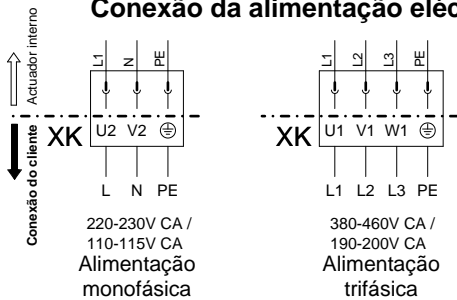 Conexão da alimentação eléc
Actuador interno
Conexão do cliente
L1 N PE
XK U2 V2
L N PE
220-230V CA /
110-115V CA
Alimentação
monofásica
L1 L2 L3 PE
XK U1 V1 W1
L1 L2 L3 PE
380-460V CA /
190-200V CA
Alimentação
trifásica